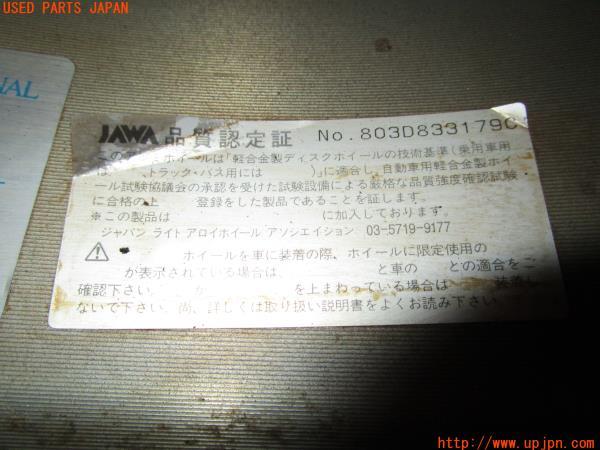 USED PARTS JAPAN
NAL
JAWA 品質認定証 No.803D833179C
ホイールは「軽合金製ディスクホイールの技術基準(乗用車用
は、 、トラック・バス用には )」に適合し、自動車用軽合金製ホイ
ール試験協議会の承認を受けた試験設備による厳格な品質強度確認試験
に合格の上 登録をした製品であることを証します。
※この製品は に加入しております。
ジャパン ライト アロイホイール アソシエイション 03-5719-9177
ホイールを車に装着の際、ホイールに限定使用の
が表示されている場合は、 と車の との適合をご
確認下さい。 か を上まわっている場合は 装着し
ないで下さい。尚、詳しくは取り扱い説明書をよくお読み下さい。
http://www.upjpn.com/